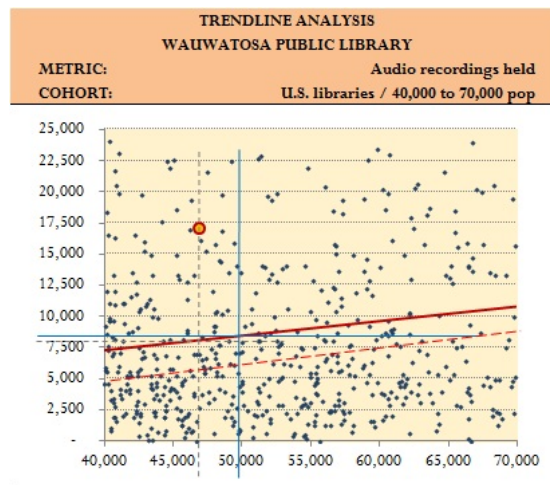 TRENDLINE ANALYSIS
WAUWATOSA PUBLIC LIBRARY
METRIC: Audio recordings held
COHORT: U.S. libraries / 40,000 to 70,000 pop
25,000
22,500
20,000
17,500
15,000
12,500
10,000
7,500
5,000
2,500
-
40,000 45,000 50,000 55,000 60,000 65,000 70,000